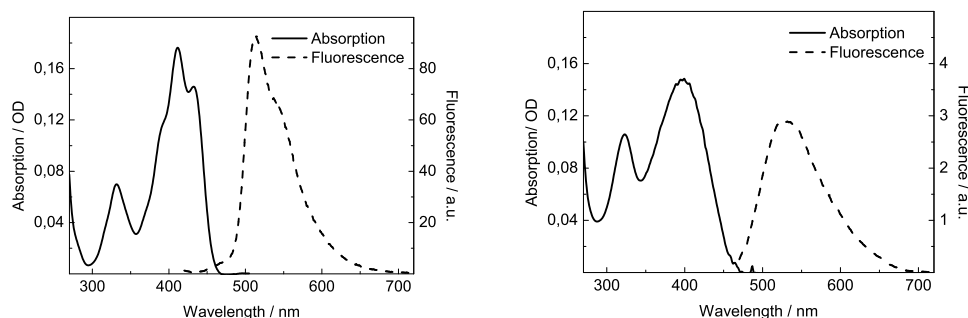 Absorption
Fluorescence
0,16
0,12
0,08
0,04
Absorption / OD
80
60
40
20
Fluorescence / a.u.
300 400 500 600 700
Wavelength / nm
Absorption
Fluorescence
0,16
0,12
0,08
0,04
Absorption/ OD
4
3
2
1
Fluorescence / a.u.
300 400 500 600 700
Wavelength / nm